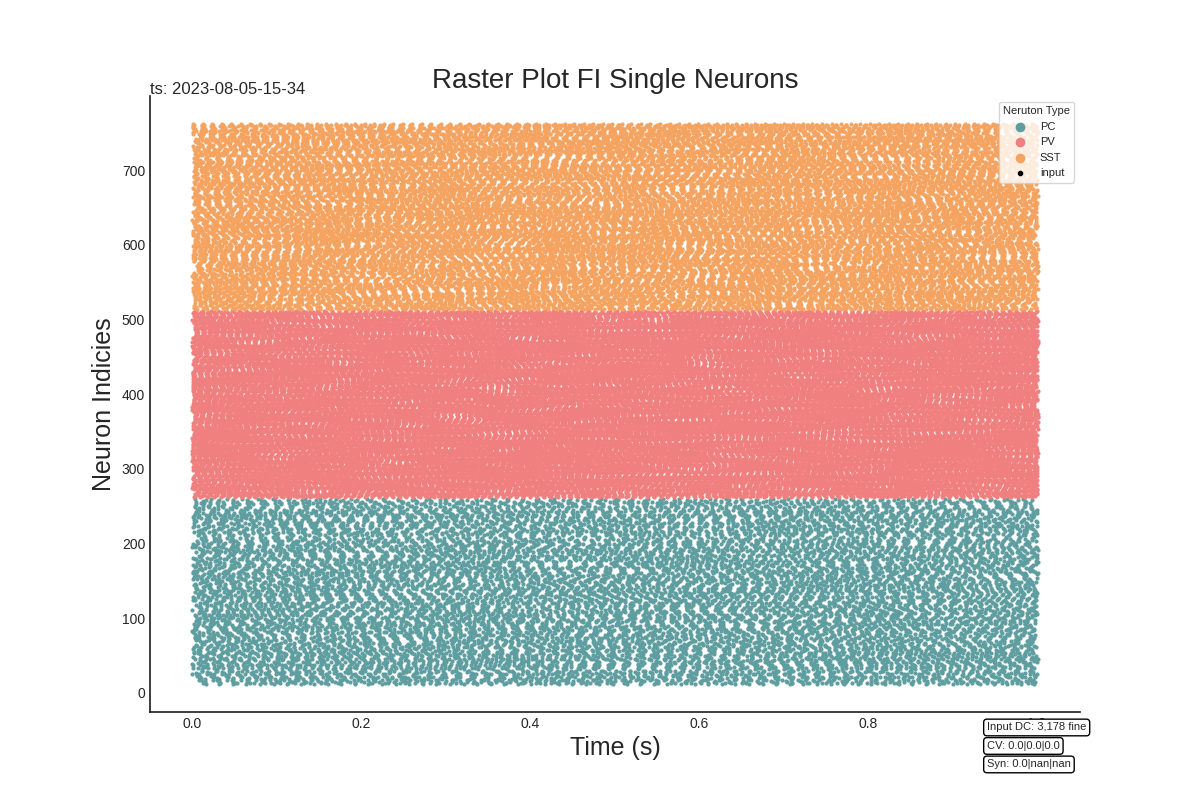 Raster Plot FI Single Neurons
ts: 2023-08-05-15-34
Neruton Type
PC
PV
SST
input
Neuron Indicies
700
600
500
400
300
200
100
0
0.0 0.2 0.4 0.6 0.8
Time (s)
Input DC: 3,178 fine
CV: 0.0|0.0|0.0
Syn: 0.0|nan|nan